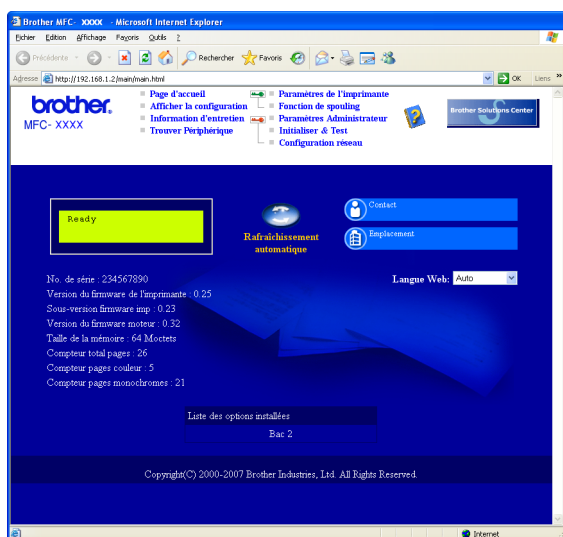 Brother MFC- XXXX - Microsoft Internet Explorer
Fichier Edition Affichage Favoris Outils ?
Précédente Rechercher Favoris
Adresse http://192.168.1.2/main/main.html OK Liens »
brother.
MFC- XXXX
Page d'accueil
Afficher la configuration
Information d'entretien
Trouver Périphérique
Paramètres de l'imprimante
Fonction de spouling
Paramètres Administrateur
Initialiser & Test
Configuration réseau
Brother Solutions Center
Ready
Rafraîchissement
automatique
Contact
Emplacement
Langue Web: Auto
No. de série : 234567890
Version du firmware de l'imprimante : 0.25
Sous-version firmware imp : 0.23
Version du firmware moteur : 0.32
Taille de la mémoire : 64 Moctets
Compteur total pages : 26
Compteur pages couleur : 5
Compteur pages monochromes : 21
Liste des options installées
Bac 2
Copyright(C) 2000-2007 Brother Industries, Ltd. All Rights Reserved.
Internet